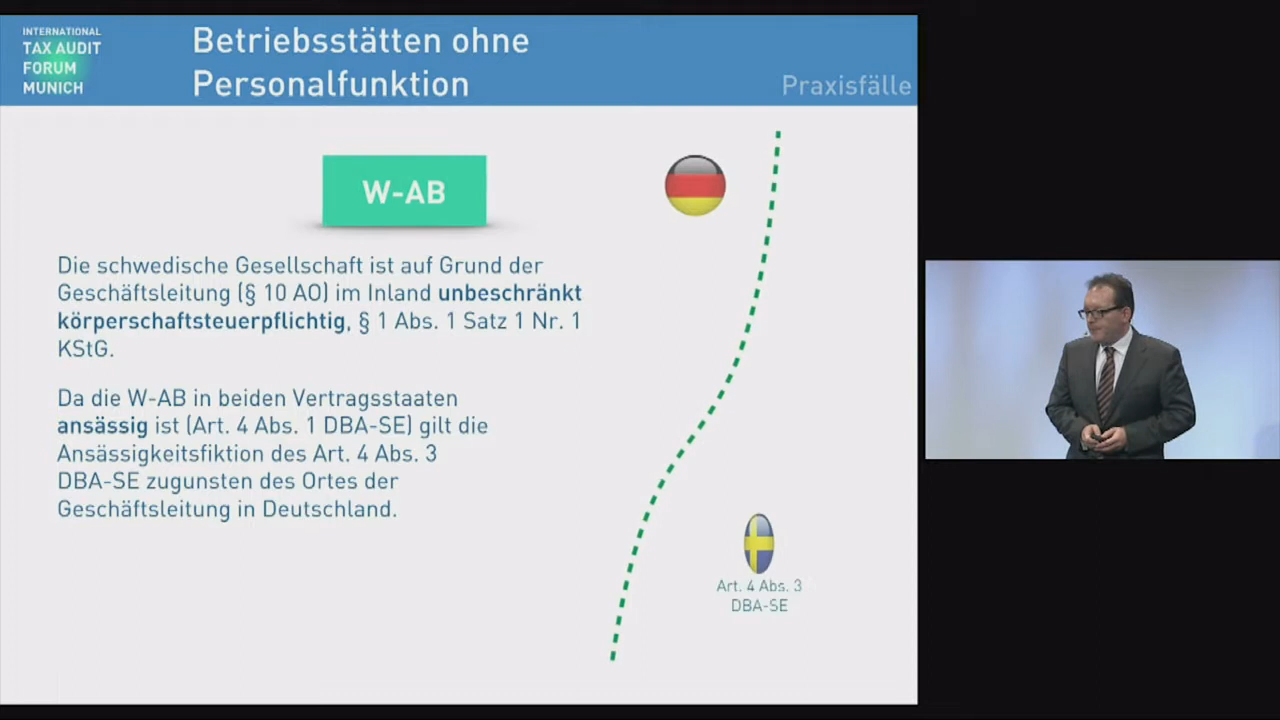 INTERNATIONAL
TAX AUDIT
FORUM
MUNICH
Betriebsstätten ohne
Personalfunktion
Praxisfälle
W-AB
Die schwedische Gesellschaft ist auf Grund der
Geschäftsleitung (§ 10 AO) im Inland unbeschränkt
körperschaftsteuerpflichtig, § 1 Abs. 1 Satz 1 Nr. 1
KStG.
Da die W-AB in beiden Vertragsstaaten
ansässig ist (Art. 4 Abs. 1 DBA-SE) gilt die
Ansässigkeitsfiktion des Art. 4 Abs. 3
DBA-SE zugunsten des Ortes der
Geschäftsleitung in Deutschland.
Art. 4 Abs. 3
DBA-SE